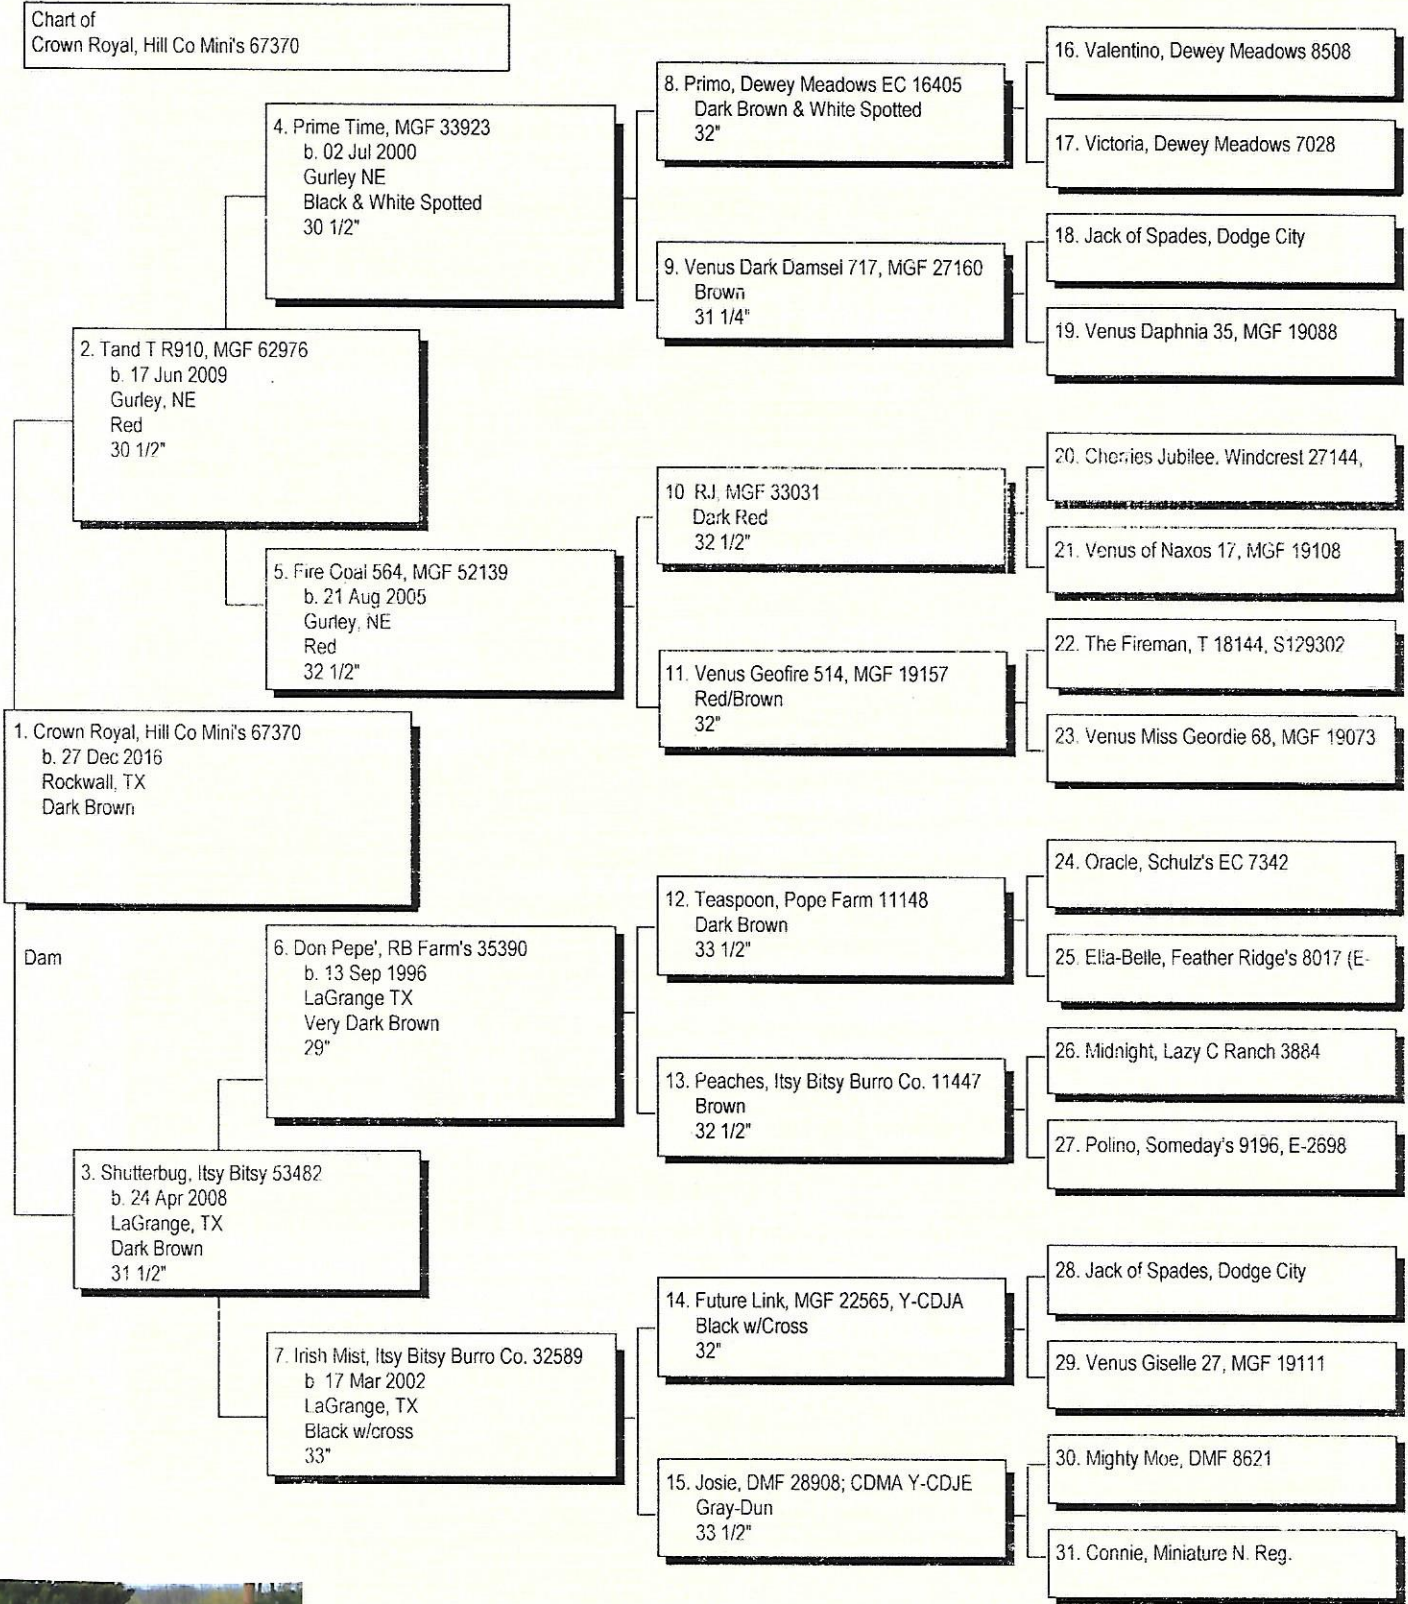 Chart of
Crown Royal, Hill Co Mini's 67370
4. Prime Time, MGF 33923
b. 02 Jul 2000
Gurley NE
Black & White Spotted
30 1/2"
2. Tand T R910, MGF 62976
b. 17 Jun 2009
Gurley, NE
Red
30 1/2"
5. Fire Coal 564, MGF 52139
b. 21 Aug 2005
Gurley, NE
Red
32 1/2"
1. Crown Royal, Hill Co Mini's 67370
b. 27 Dec 2016
Rockwall, TX
Dark Brown
Dam
6. Don Pepe', RB Farm's 35390
b. 13 Sep 1996
LaGrange TX
Very Dark Brown
29"
3. Shutterbug, Itsy Bitsy 53482
b. 24 Apr 2008
LaGrange, TX
Dark Brown
31 1/2"
7. Irish Mist, Itsy Bitsy Burro Co. 32589
b 17 Mar 2002
LaGrange, TX
Black w/cross
33"
8. Primo, Dewey Meadows EC 16405
Dark Brown & White Spotted
32"
9. Venus Dark Damsel 717, MGF 27160
Brown
31 1/4"
10 RJ, MGF 33031
Dark Red
32 1/2"
11. Venus Geofire 514, MGF 19157
Red/Brown
32"
12. Teaspoon, Pope Farm 11148
Dark Brown
33 1/2"
13. Peaches, Itsy Bitsy Burro Co. 11447
Brown
32 1/2"
14. Future Link, MGF 22565, Y-CDJA
Black w/Cross
32"
15. Josie, DMF 28908; CDMA Y-CDJE
Gray-Dun
33 1/2"
16. Valentino, Dewey Meadows 8508
17. Victoria, Dewey Meadows 7028
18. Jack of Spades, Dodge City
19. Venus Daphnia 35, MGF 19088
20. Cherries Jubilee. Windcrest 27144,
21. Venus of Naxos 17, MGF 19108
22. The Fireman, T 18144, S129302
23. Venus Miss Geordie 68, MGF 19073
24. Oracle, Schulz's EC 7342
25. Ella-Belle, Feather Ridge's 8017 (E-
26. Midnight, Lazy C Ranch 3884
27. Polino, Someday's 9196, E-2698
28. Jack of Spades, Dodge City
29. Venus Giselle 27, MGF 19111
30. Mighty Moe, DMF 8621
31. Connie, Miniature N. Reg.